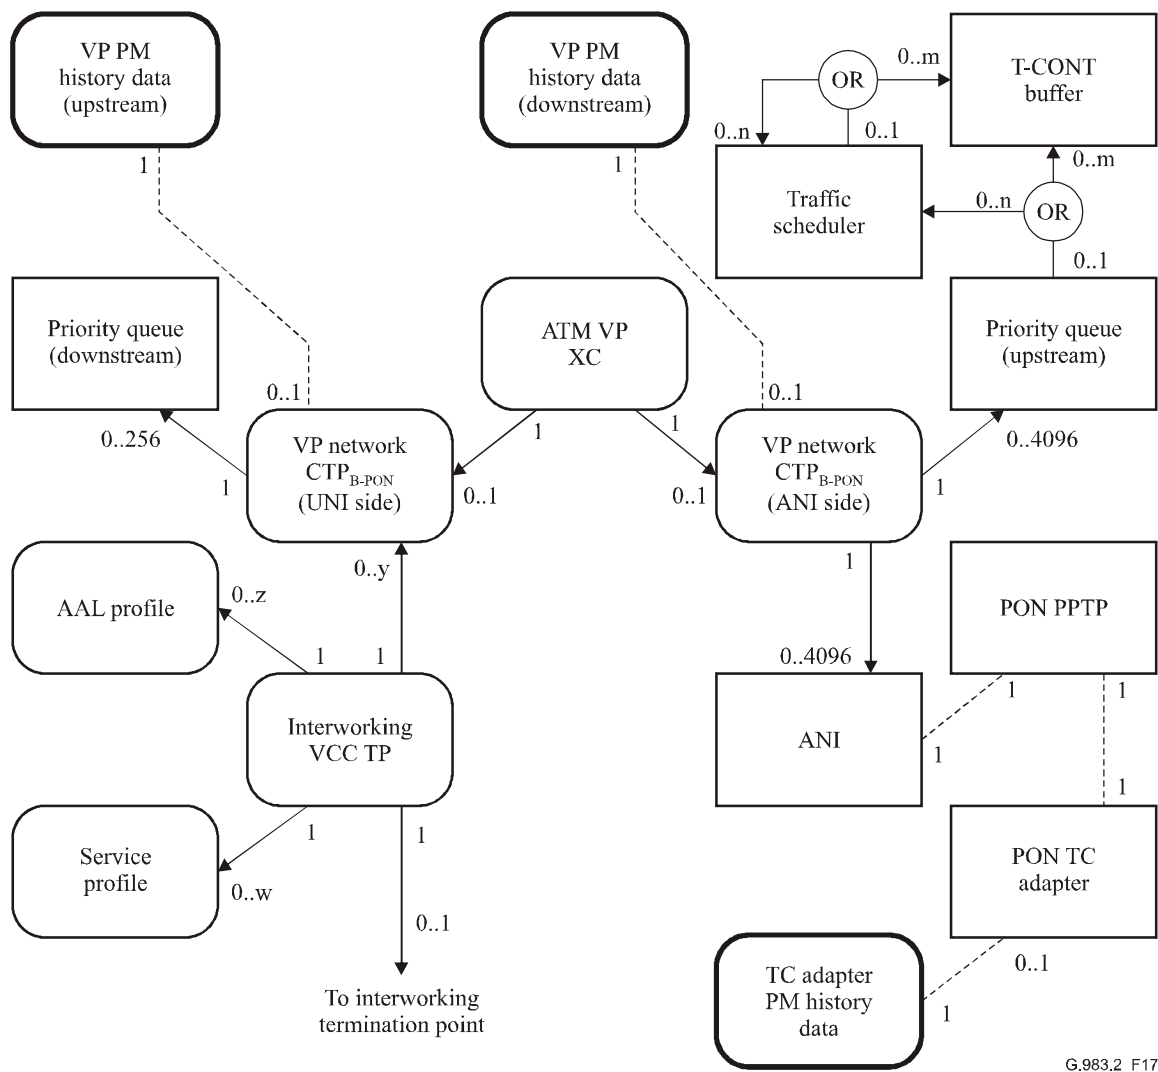 VP PM
history data
(upstream)
1
VP PM
history data
(downstream)
1
OR
0..m
T-CONT
buffer
0..n
0..1
0..m
Traffic
scheduler
0..n
OR
0..1
Priority queue
(downstream)
ATM VP
XC
Priority queue
(upstream)
0..1
0..1
0..256
1
1
0..4096
VP network
CTP_B-PON
(UNI side)
VP network
CTP_B-PON
(ANI side)
1
0..1
0..1
1
0..y
1
AAL profile
0..z
PON PPTP
1
1
0..4096
1
1
Interworking
VCC TP
ANI
1
1
1
1
Service
profile
0..w
PON TC
adapter
0..1
0..1
TC adapter
PM history
data
1
To interworking
termination point
G.983.2_F17